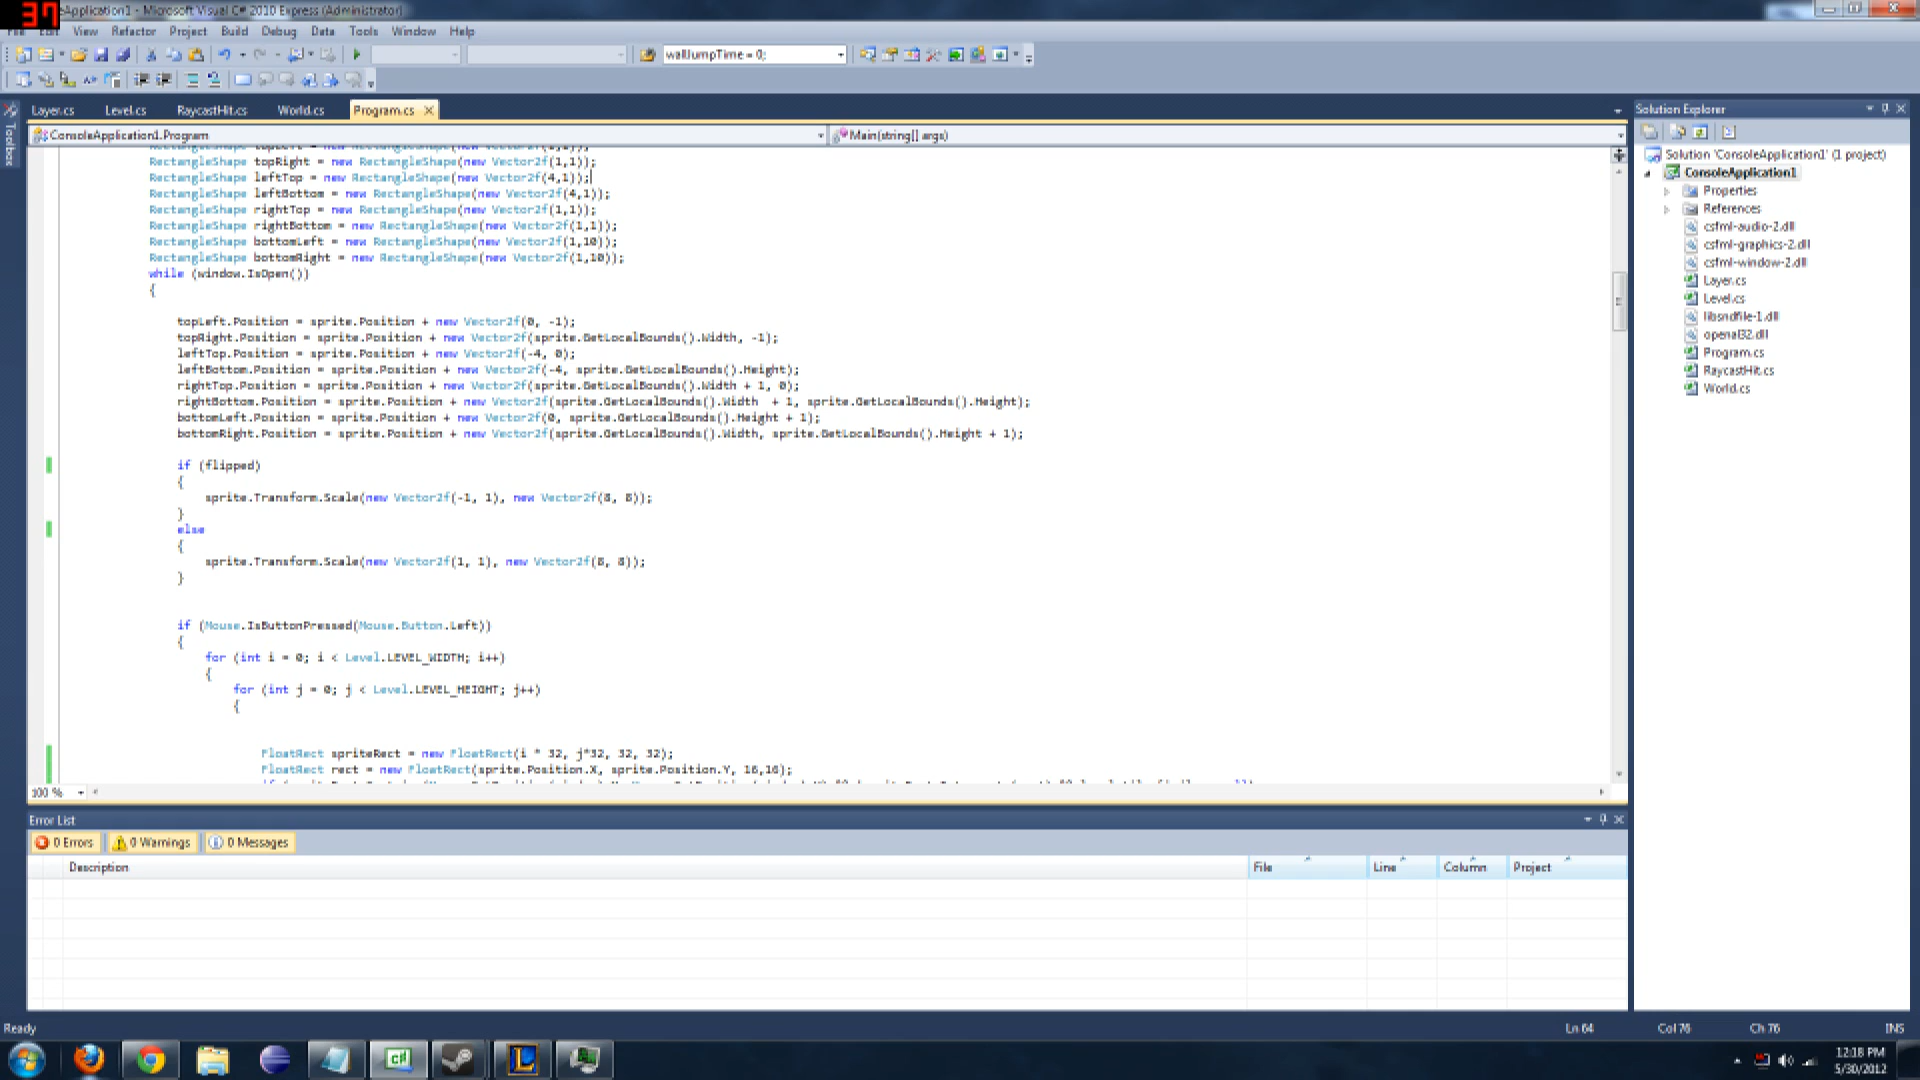 37
eApplication1 - Microsoft Visual C# 2010 Express (Administrator)
File Edit View Refactor Project Build Debug Data Tools Window Help
wallJumpTime = 0;
Layer.cs Level.cs RaycastHit.cs World.cs Program.cs
ConsoleApplication1.Program Main(string[] args)
Toolbox
RectangleShape topLeft = new RectangleShape(new Vector2f(1,1));
RectangleShape topRight = new RectangleShape(new Vector2f(1,1));
RectangleShape leftTop = new RectangleShape(new Vector2f(4,1));
RectangleShape leftBottom = new RectangleShape(new Vector2f(4,1));
RectangleShape rightTop = new RectangleShape(new Vector2f(1,1));
RectangleShape rightBottom = new RectangleShape(new Vector2f(1,1));
RectangleShape bottomLeft = new RectangleShape(new Vector2f(1,10));
RectangleShape bottomRight = new RectangleShape(new Vector2f(1,10));
while (window.IsOpen())
{
topLeft.Position = sprite.Position + new Vector2f(0, -1);
topRight.Position = sprite.Position + new Vector2f(sprite.GetLocalBounds().Width, -1);
leftTop.Position = sprite.Position + new Vector2f(-4, 0);
leftBottom.Position = sprite.Position + new Vector2f(-4, sprite.GetLocalBounds().Height);
rightTop.Position = sprite.Position + new Vector2f(sprite.GetLocalBounds().Width + 1, 0);
rightBottom.Position = sprite.Position + new Vector2f(sprite.GetLocalBounds().Width + 1, sprite.GetLocalBounds().Height);
bottomLeft.Position = sprite.Position + new Vector2f(0, sprite.GetLocalBounds().Height + 1);
bottomRight.Position = sprite.Position + new Vector2f(sprite.GetLocalBounds().Width, sprite.GetLocalBounds().Height + 1);
if (flipped)
{
sprite.Transform.Scale(new Vector2f(-1, 1), new Vector2f(8, 8));
}
else
{
sprite.Transform.Scale(new Vector2f(1, 1), new Vector2f(8, 8));
}
if (Mouse.IsButtonPressed(Mouse.Button.Left))
{
for (int i = 0; i < Level.LEVEL_WIDTH; i++)
{
for (int j = 0; j < Level.LEVEL_HEIGHT; j++)
{
FloatRect spriteRect = new FloatRect(i * 32, j*32, 32, 32);
FloatRect rect = new FloatRect(sprite.Position.X, sprite.Position.Y, 16,16);
100 %
Solution Explorer
Solution 'ConsoleApplication1' (1 project)
ConsoleApplication1
Properties
References
csfml-audio-2.dll
csfml-graphics-2.dll
csfml-window-2.dll
Layer.cs
Level.cs
libsndfile-1.dll
openal32.dll
Program.cs
RaycastHit.cs
World.cs
Error List
0 Errors 0 Warnings 0 Messages
Description File Line Column Project
Ready Ln 64 Col 76 Ch 76 INS
12:18 PM
5/30/2012